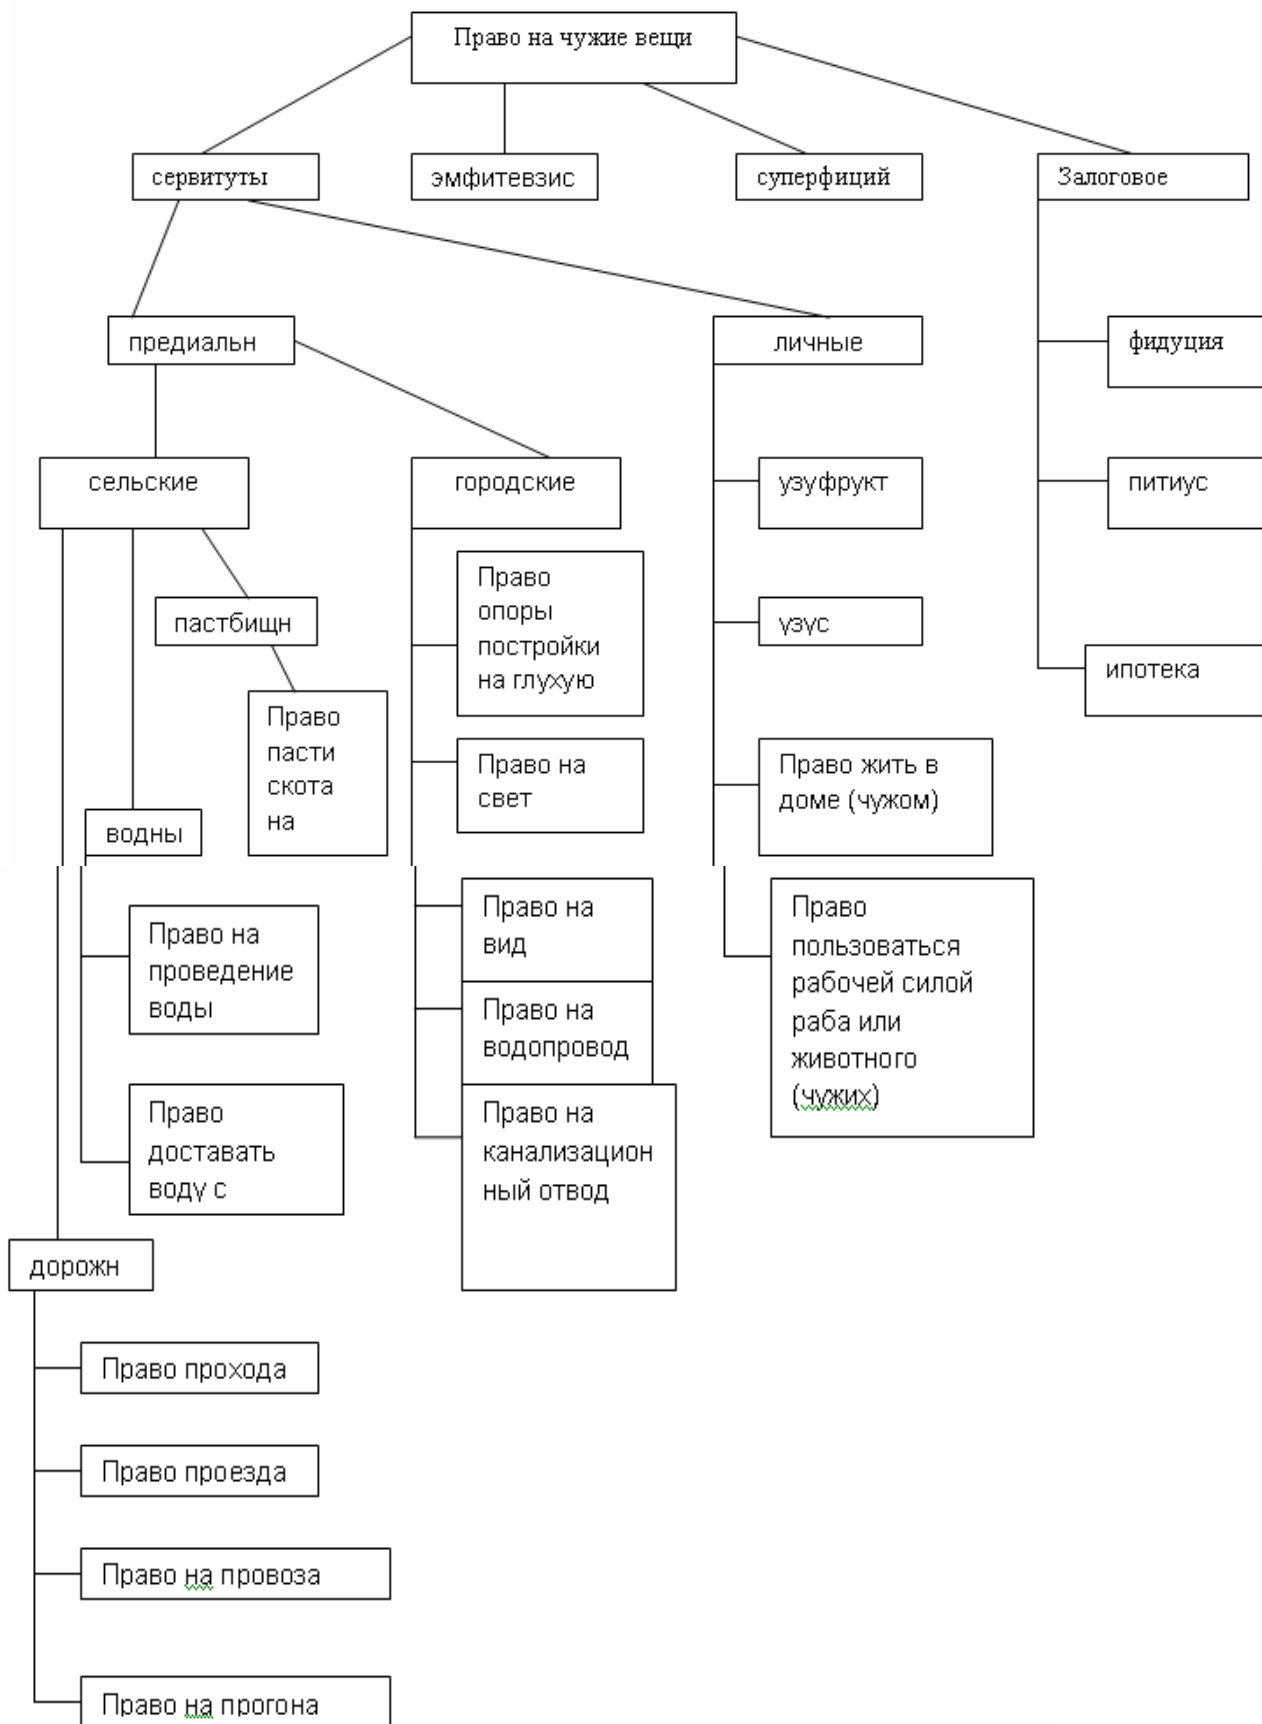 Право на чужие вещи
сервитуты
эмфитевзис
суперфиций
Залоговое
предиальн
личные
фидуция
сельские
городские
узуфрукт
питиус
Право
опоры
постройки
на глухую
пастбищн
узус
ипотека
Право
пасти
скота
на
Право на
свет
Право жить в
доме (чужом)
водны
Право на
проведение
воды
Право на
вид
Право
пользоваться
рабочей силой
раба или
животного
(чужих)
Право на
водопровод
Право
доставать
воду с
Право на
канализацион
ный отвод
дорожн
Право прохода
Право проезда
Право на провоза
Право на прогона